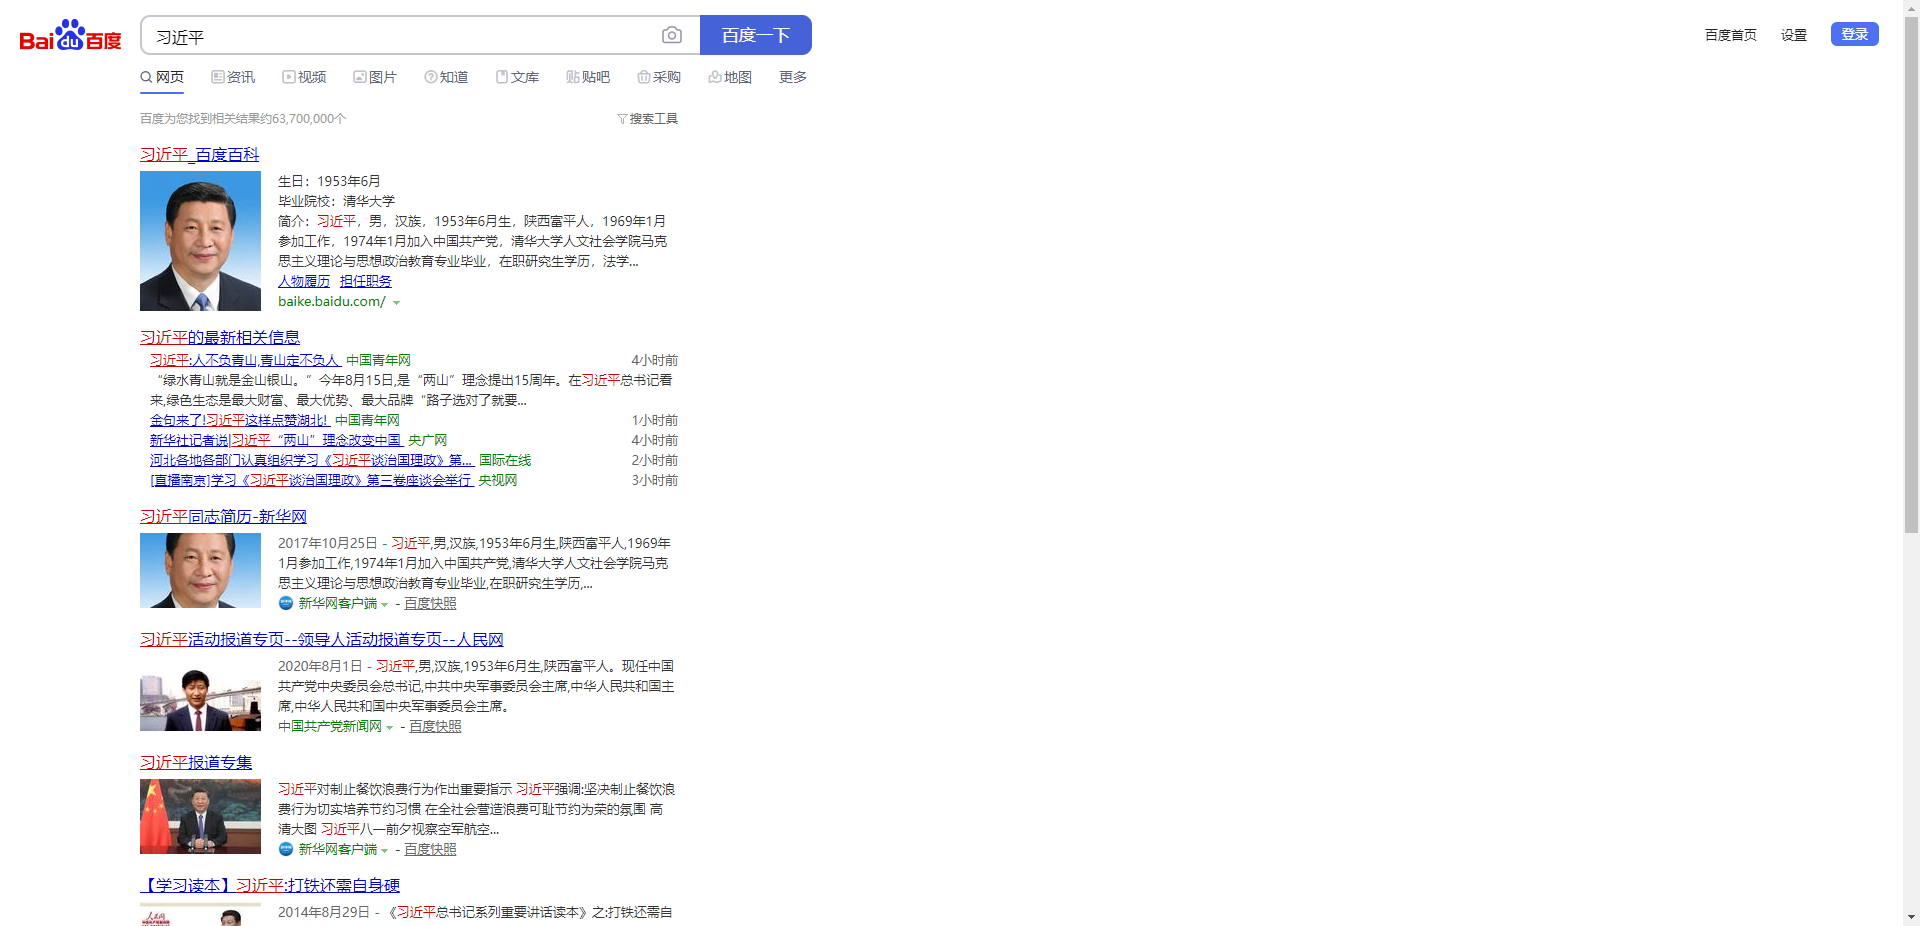 Bai du 百度
习近平
百度一下
百度首页 设置 登录
网页 资讯 视频 图片 知道 文库 贴吧 采购 地图 更多
百度为您找到相关结果约63,700,000个
搜索工具
习近平_百度百科
生日：1953年6月
毕业院校：清华大学
简介：习近平，男，汉族，1953年6月生，陕西富平人，1969年1月
参加工作，1974年1月加入中国共产党，清华大学人文社会学院马克
思主义理论与思想政治教育专业毕业，在职研究生学历，法学...
人物履历 担任职务
baike.baidu.com/
习近平的最新相关信息
习近平:人不负青山,青山定不负人 中国青年网 4小时前
“绿水青山就是金山银山。”今年8月15日,是“两山”理念提出15周年。在习近平总书记看
来,绿色生态是最大财富、最大优势、最大品牌“路子选对了就要...
金句来了!习近平这样点赞湖北! 中国青年网 1小时前
新华社记者说|习近平“两山”理念改变中国 央广网 4小时前
河北各地各部门认真组织学习《习近平谈治国理政》第... 国际在线 2小时前
[直播南京]学习《习近平谈治国理政》第三卷座谈会举行 央视网 3小时前
习近平同志简历-新华网
2017年10月25日 - 习近平,男,汉族,1953年6月生,陕西富平人,1969年
1月参加工作,1974年1月加入中国共产党,清华大学人文社会学院马克
思主义理论与思想政治教育专业毕业,在职研究生学历,...
新华网客户端 - 百度快照
习近平活动报道专页--领导人活动报道专页--人民网
2020年8月1日 - 习近平,男,汉族,1953年6月生,陕西富平人。现任中国
共产党中央委员会总书记,中共中央军事委员会主席,中华人民共和国主
席,中华人民共和国中央军事委员会主席。
中国共产党新闻网 - 百度快照
习近平报道专集
习近平对制止餐饮浪费行为作出重要指示 习近平强调:坚决制止餐饮浪
费行为切实培养节约习惯 在全社会营造浪费可耻节约为荣的氛围 高
清大图 习近平八一前夕视察空军航空...
新华网客户端 - 百度快照
【学习读本】习近平:打铁还需自身硬
人民网
2014年8月29日 - 《习近平总书记系列重要讲话读本》之:打铁还需自